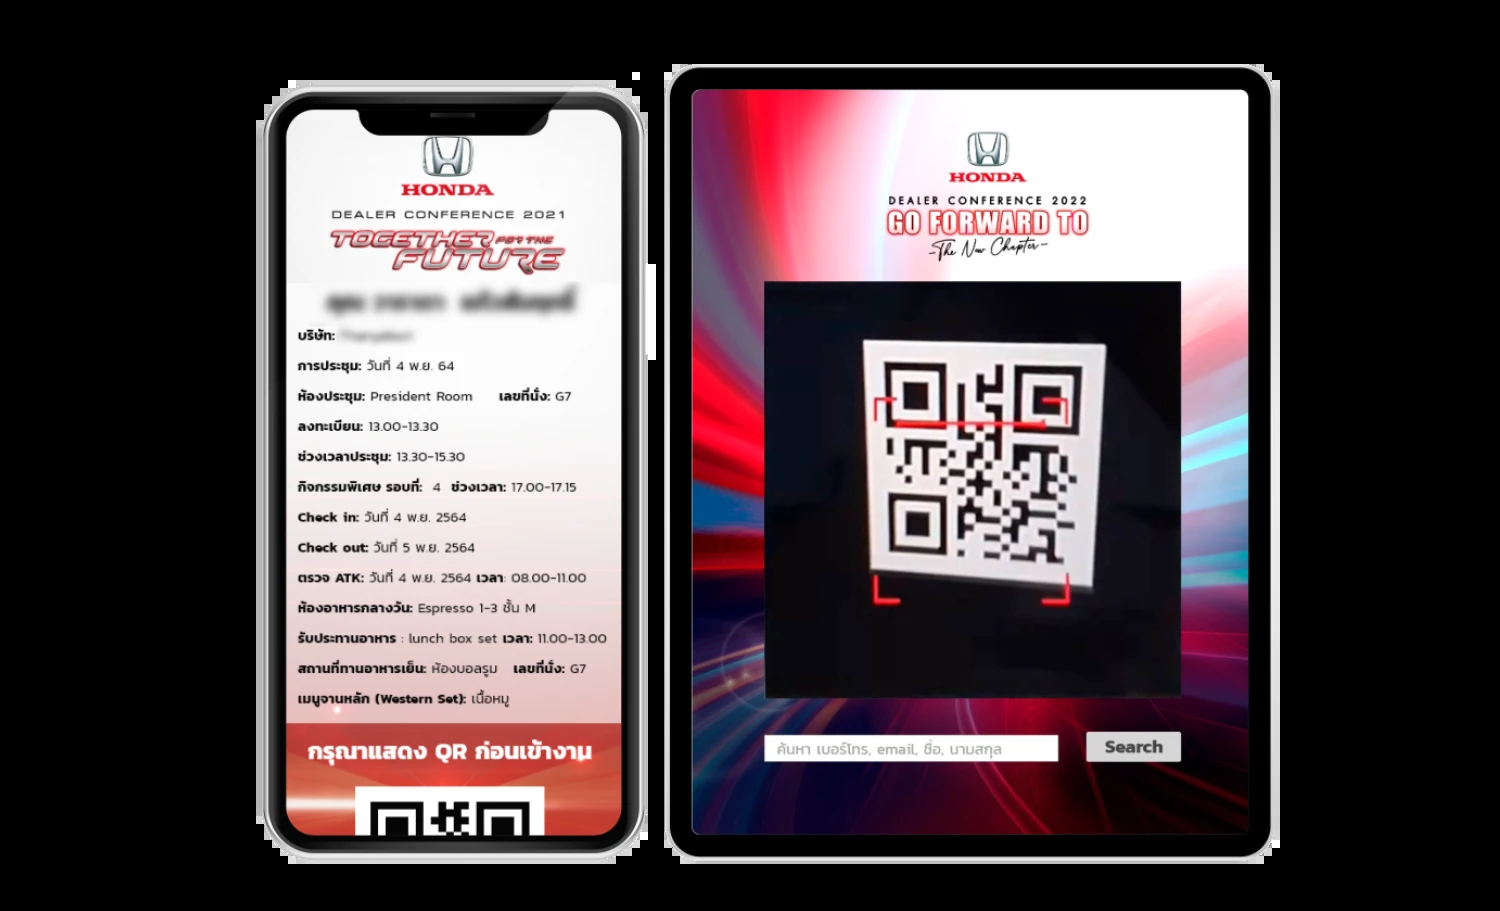 HONDA
DEALER CONFERENCE 2021
TOGETHER FOR THE
FUTURE
บริษัท:
การประชุม: วันที่ 4 พ.ย. 64
ห้องประชุม: President Room เลขที่นั่ง: G7
ลงทะเบียน: 13.00-13.30
ช่วงเวลาประชุม: 13.30-15.30
กิจกรรมพิเศษ รอบที่: 4 ช่วงเวลา: 17.00-17.15
Check in: วันที่ 4 พ.ย. 2564
Check out: วันที่ 5 พ.ย. 2564
ตรวจ ATK: วันที่ 4 พ.ย. 2564 เวลา: 08.00-11.00
ห้องอาหารกลางวัน: Espresso 1-3 ชั้น M
รับประทานอาหาร : lunch box set เวลา: 11.00-13.00
สถานที่ทานอาหารเย็น: ห้องบอลรูม เลขที่นั่ง: G7
เมนูจานหลัก (Western Set): เนื้อหมู
กรุณาแสดง QR ก่อนเข้างาน
HONDA
DEALER CONFERENCE 2022
GO FORWARD TO
-The New Chapter-
ค้นหา เบอร์โทร, email, ชื่อ, นามสกุล
Search